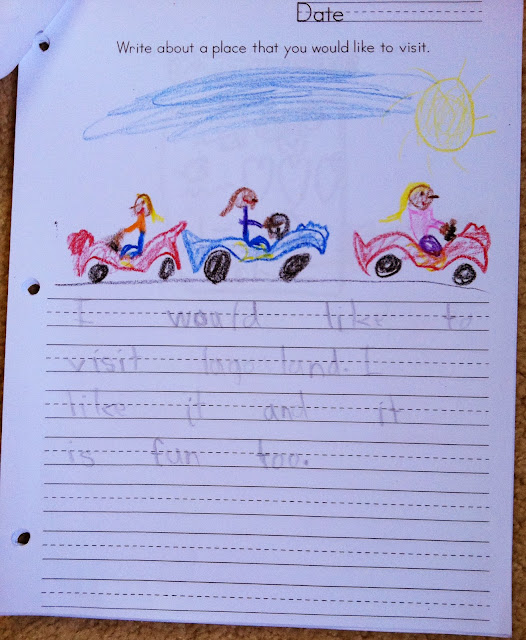 Date
Write about a place that you would like to visit.
I would like to
visit lago land. I
like it and it
is fun too.